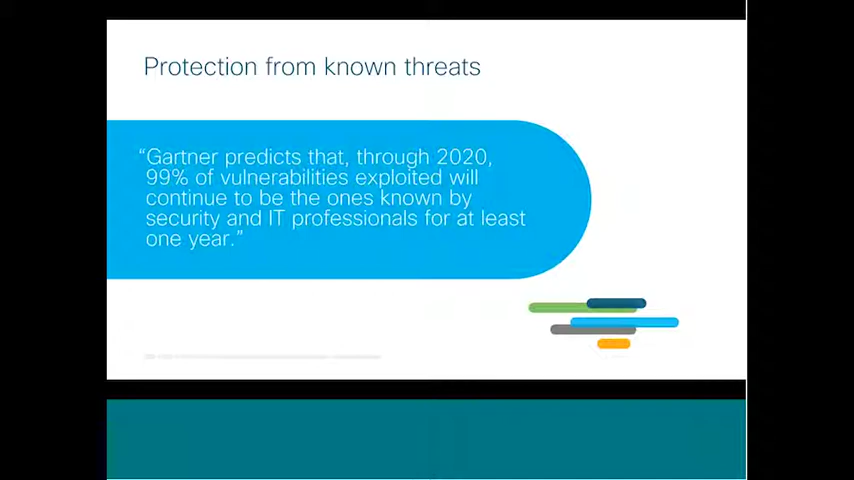 Protection from known threats
“Gartner predicts that, through 2020,
99% of vulnerabilities exploited will
continue to be the ones known by
security and IT professionals for at least
one year.”